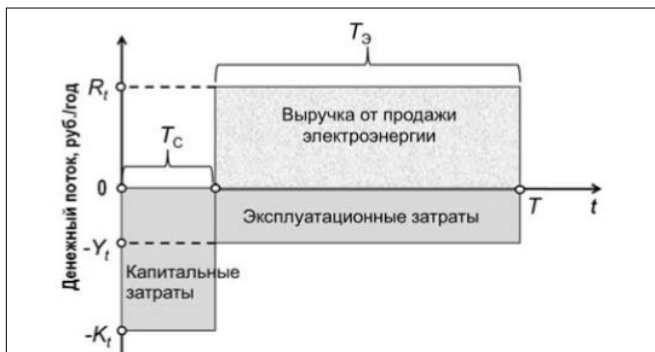 Денежный поток, руб./год
Tэ
Rt
Выручка от продажи
электроэнергии
Tс
0
T
t
Эксплуатационные затраты
-Yt
Капитальные
затраты
-Kt